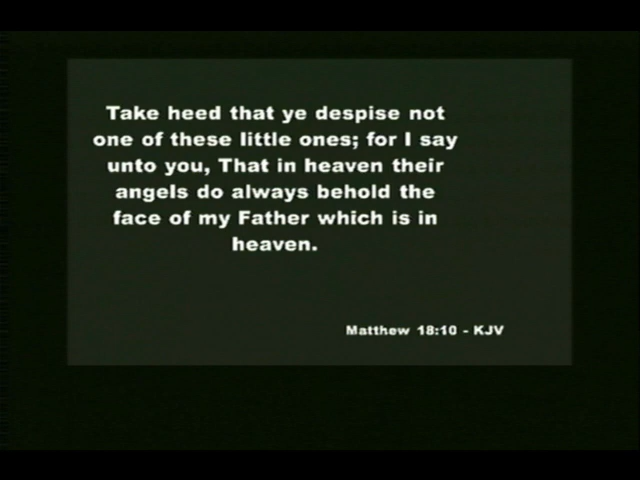 Take heed that ye despise not
one of these little ones; for I say
unto you, That in heaven their
angels do always behold the
face of my Father which is in
heaven.
Matthew 18:10 - KJV